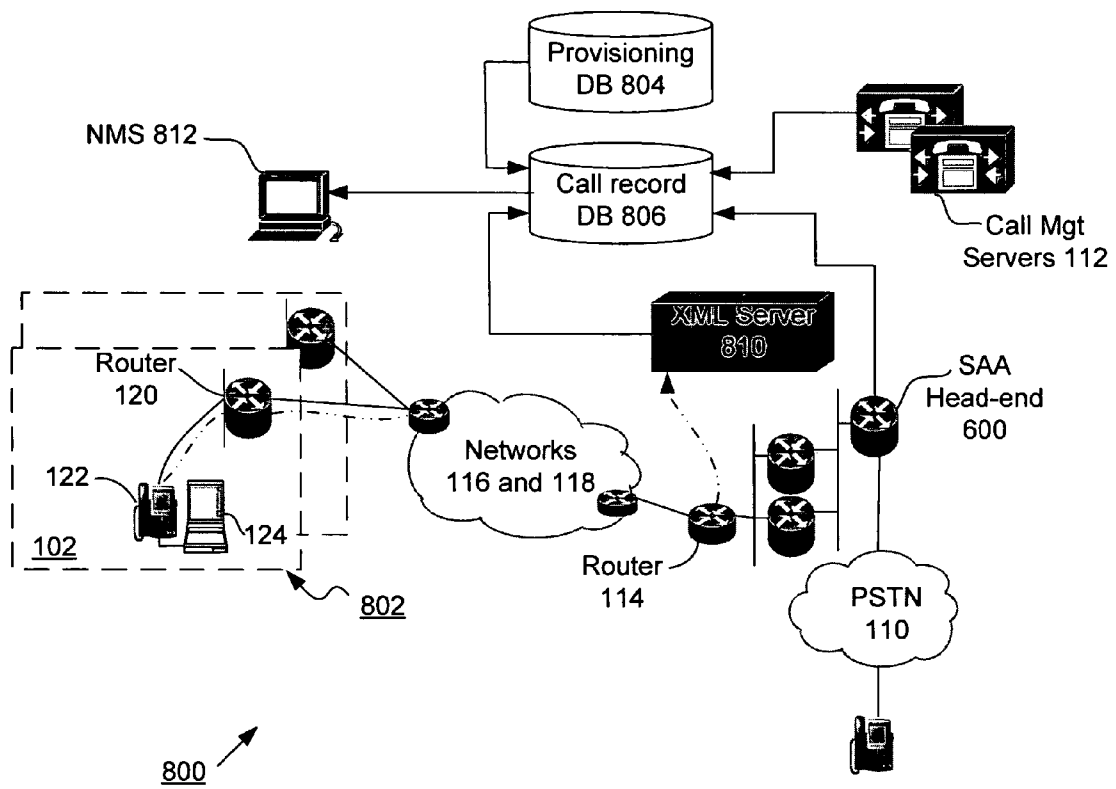 Provisioning
DB 804
NMS 812
Call record
DB 806
Call Mgt
Servers 112
XML Server
810
Router
120
SAA
Head-end
600
Networks
116 and 118
122
124
102
Router
114
802
PSTN
110
800